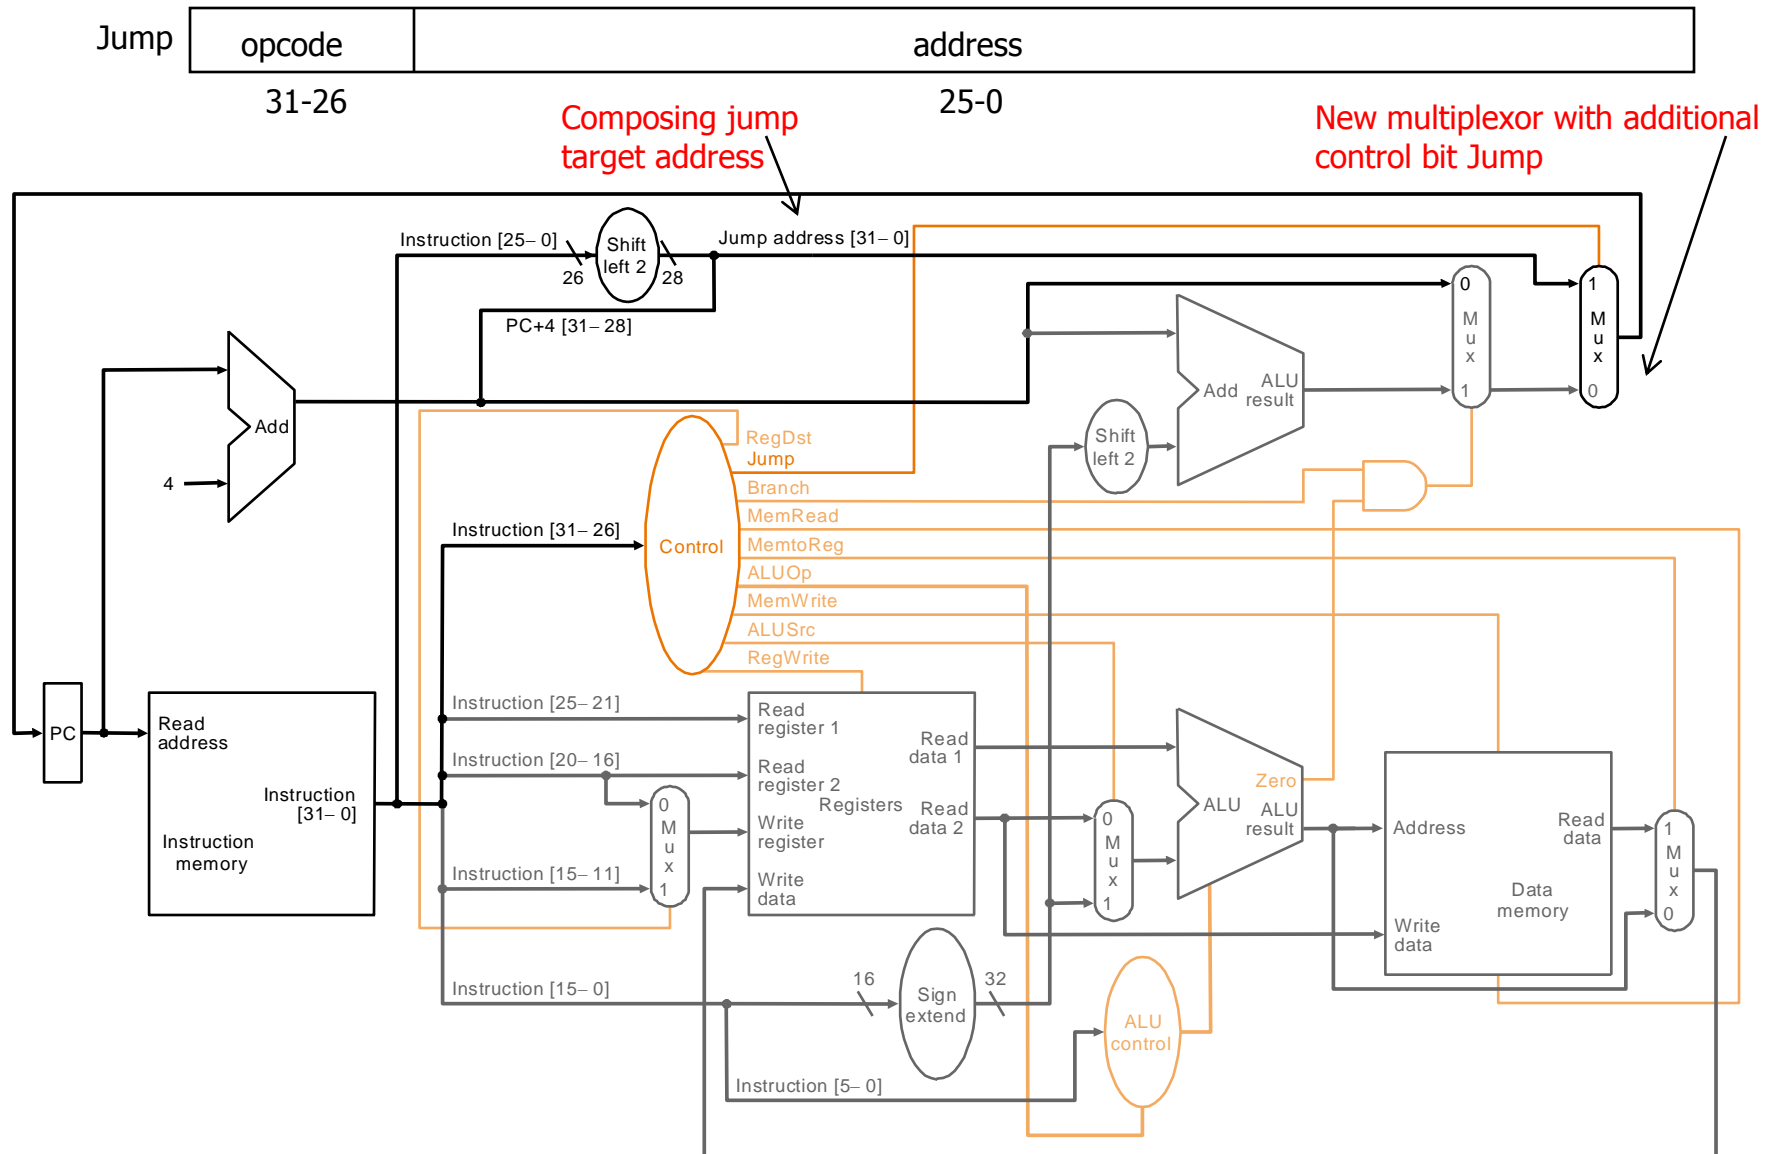 Jump
opcode
address
31-26
25-0
Composing jump
target address
New multiplexor with additional
control bit Jump
Instruction [25– 0]
26
Shift
left 2
28
Jump address [31– 0]
PC+4 [31– 28]
0
M
u
x
1
1
M
u
x
0
Add
4
Add
ALU
result
Shift
left 2
RegDst
Jump
Branch
MemRead
MemtoReg
ALUOp
MemWrite
ALUSrc
RegWrite
Control
Instruction [31– 26]
PC
Read
address
Instruction
[31– 0]
Instruction
memory
Instruction [25– 21]
Instruction [20– 16]
Instruction [15– 11]
Instruction [15– 0]
0
M
u
x
1
Read
register 1
Read
register 2
Write
register
Write
data
Registers
Read
data 1
Read
data 2
0
M
u
x
1
Zero
ALU
ALU
result
Address
Write
data
Read
data
Data
memory
1
M
u
x
0
16
Sign
extend
32
ALU
control
Instruction [5– 0]